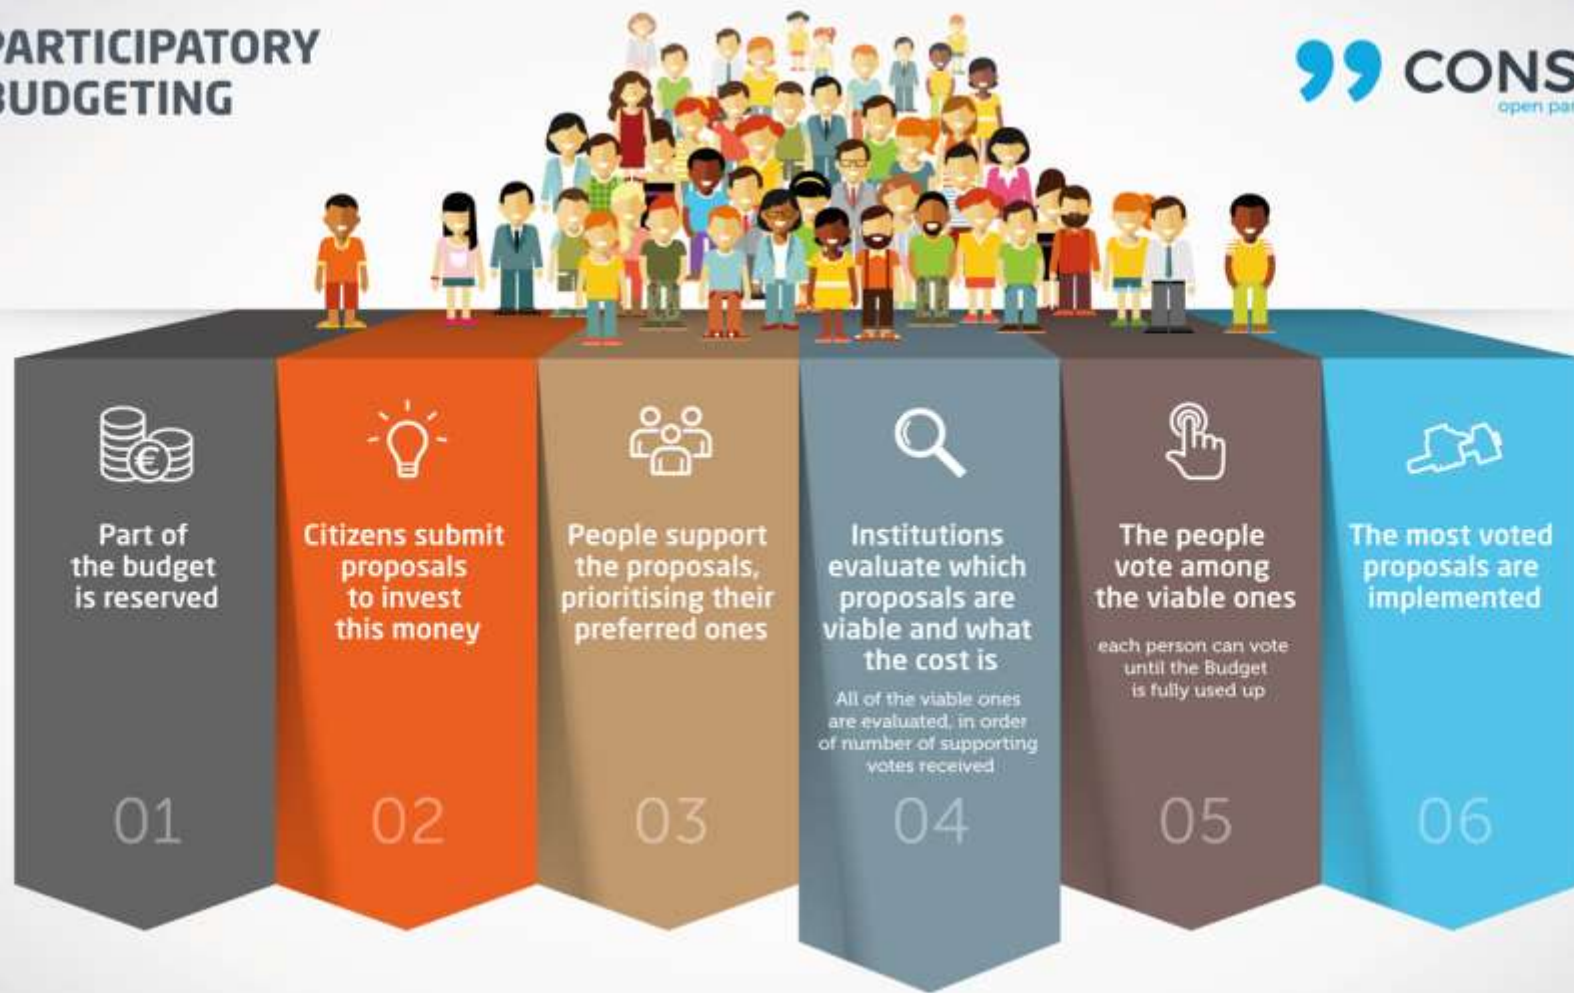 PARTICIPATORY
BUDGETING
CONS
open par
Part of
the budget
is reserved
01
Citizens submit
proposals
to invest
this money
02
People support
the proposals,
prioritising their
preferred ones
03
Institutions
evaluate which
proposals are
viable and what
the cost is
All of the viable ones
are evaluated, in order
of number of supporting
votes received
04
The people
vote among
the viable ones
each person can vote
until the Budget
is fully used up
05
The most voted
proposals are
implemented
06